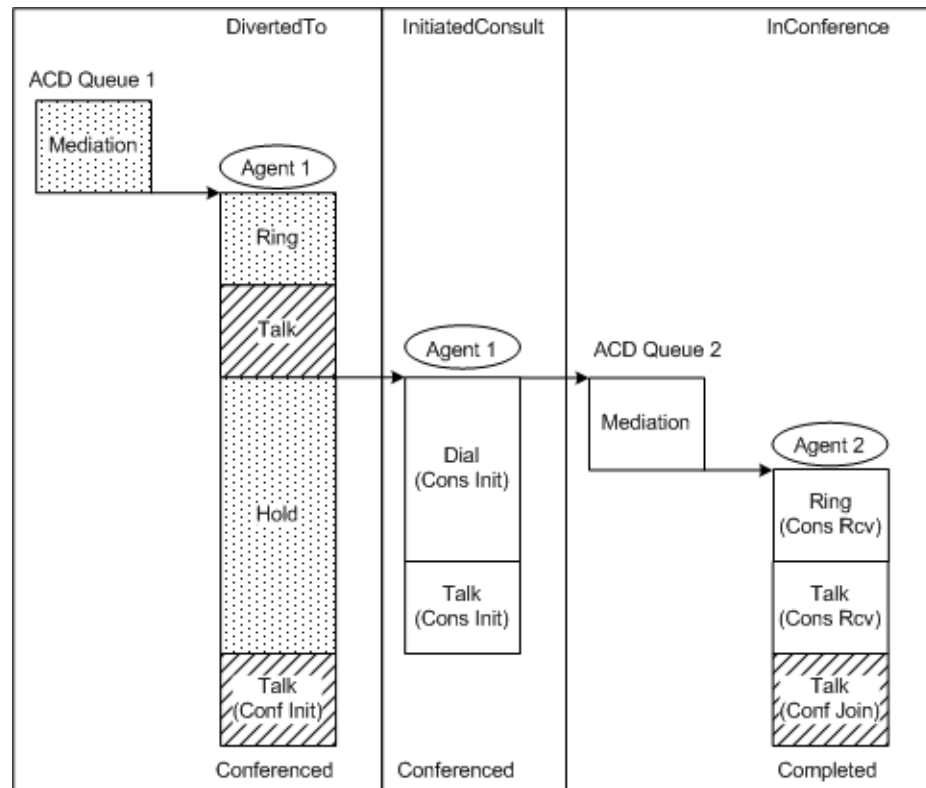 DivertedTo
InitiatedConsult
InConference
ACD Queue 1
Mediation
Agent 1
Ring
Talk
Agent 1
ACD Queue 2
Mediation
Agent 2
Dial
(Cons Init)
Hold
Ring
(Cons Rcv)
Talk
(Cons Init)
Talk
(Cons Rcv)
Talk
(Conf Init)
Talk
(Conf Join)
Conferenced
Conferenced
Completed